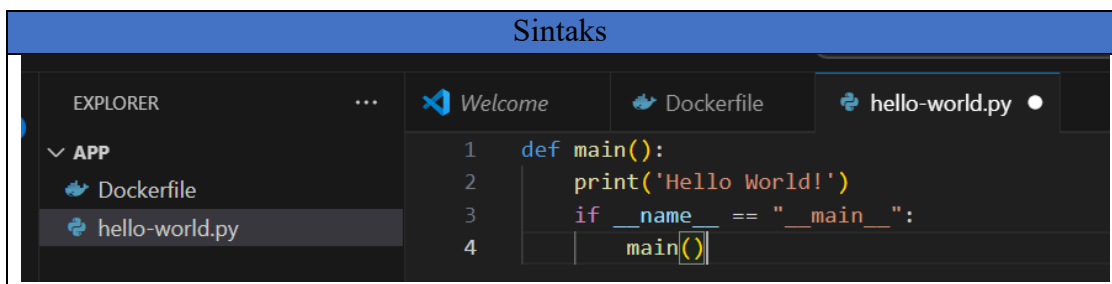 Sintaks
EXPLORER ...
Welcome Dockerfile hello-world.py
APP
Dockerfile
hello-world.py
1 def main():
2     print('Hello World!')
3     if __name__ == "__main__":
4         main()